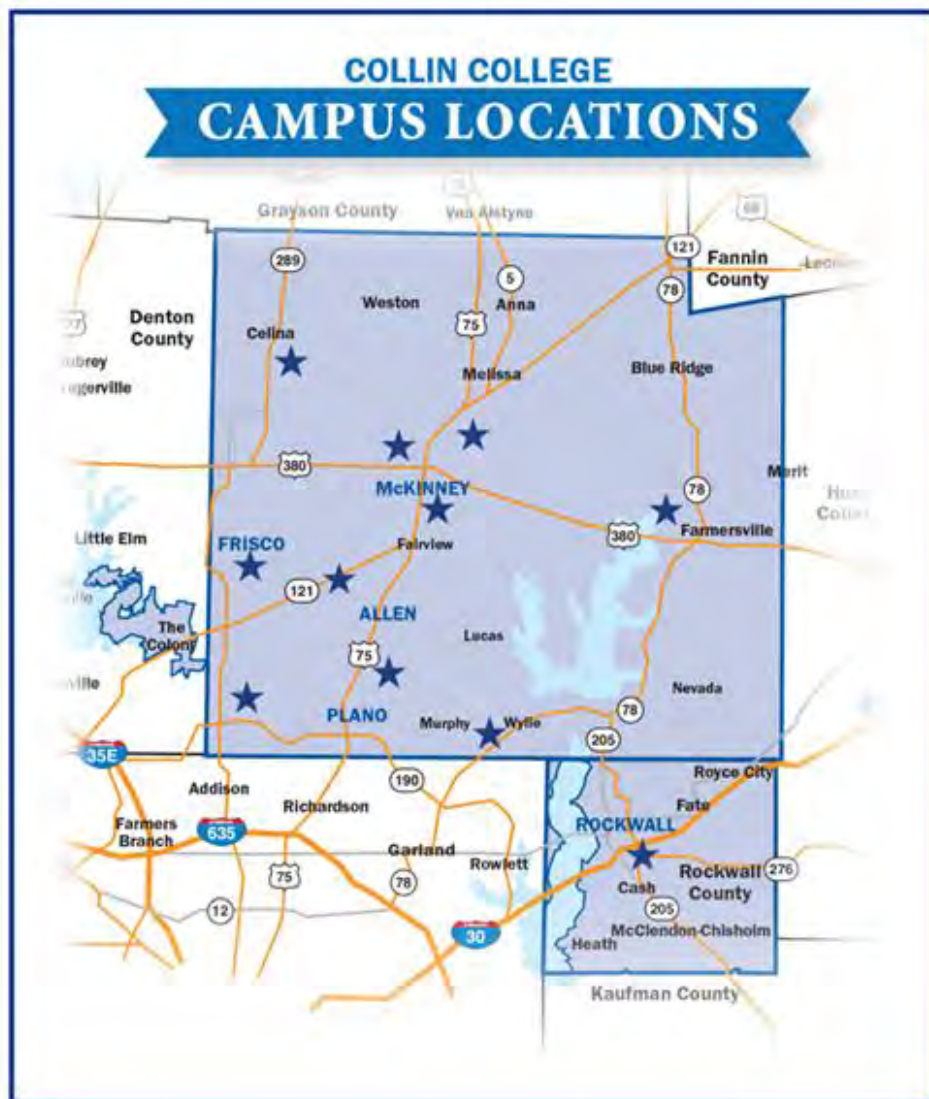 COLLIN COLLEGE
CAMPUS LOCATIONS
Grayson County
Van Alstyne
121
289
Fannin
County
5
78
Weston
Anna
Denton
County
75
Celina
Melissa
Blue Ridge
380
McKINNEY
78
Merit
Little Elm
FRISCO
Fairview
380
Farmersville
121
The
Colony
ALLEN
Lucas
75
Nevada
PLANO
Murphy
Wylie
78
205
35E
190
Royce City
Addison
Richardson
Fate
Farmers
Branch
635
ROCKWALL
Garland
Rowlett
75
78
Cash
Rockwall
County
276
12
205
30
McClendon-Chisholm
Heath
Kaufman County